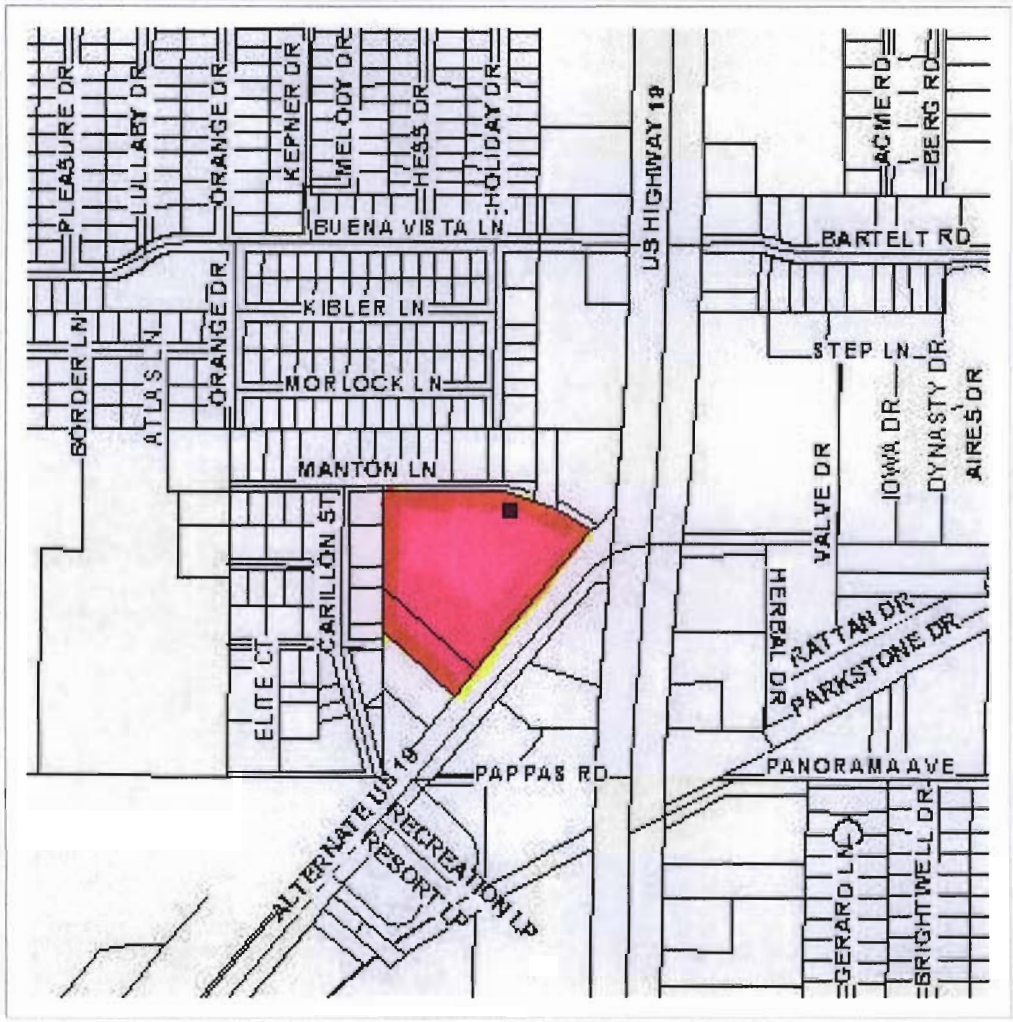 PLEASURE DR
LULLABY DR
ORANGE DR
KEPNER DR
MELODY DR
HESS DR
HOLIDAY DR
US HIGHWAY 19
ACME RD
BERG RD
BUENA VISTA LN
BARTELT RD
ORANGE DR
KIBLER LN
BORDER LN
ATLAS LN
MORLOCK LN
STEP LN
VALVE DR
IOWA DR
DYNASTY DR
AIRES DR
MANTON LN
CARILLON ST
ELITE CT
HERBAL DR
RATTAN DR
PARKSTONE DR
PAPPAS RD
PANORAMA AVE
ALTERNATE US 19
RECREATION LP
RESORT LP
GERARD LN
BRIGHTWELL DR